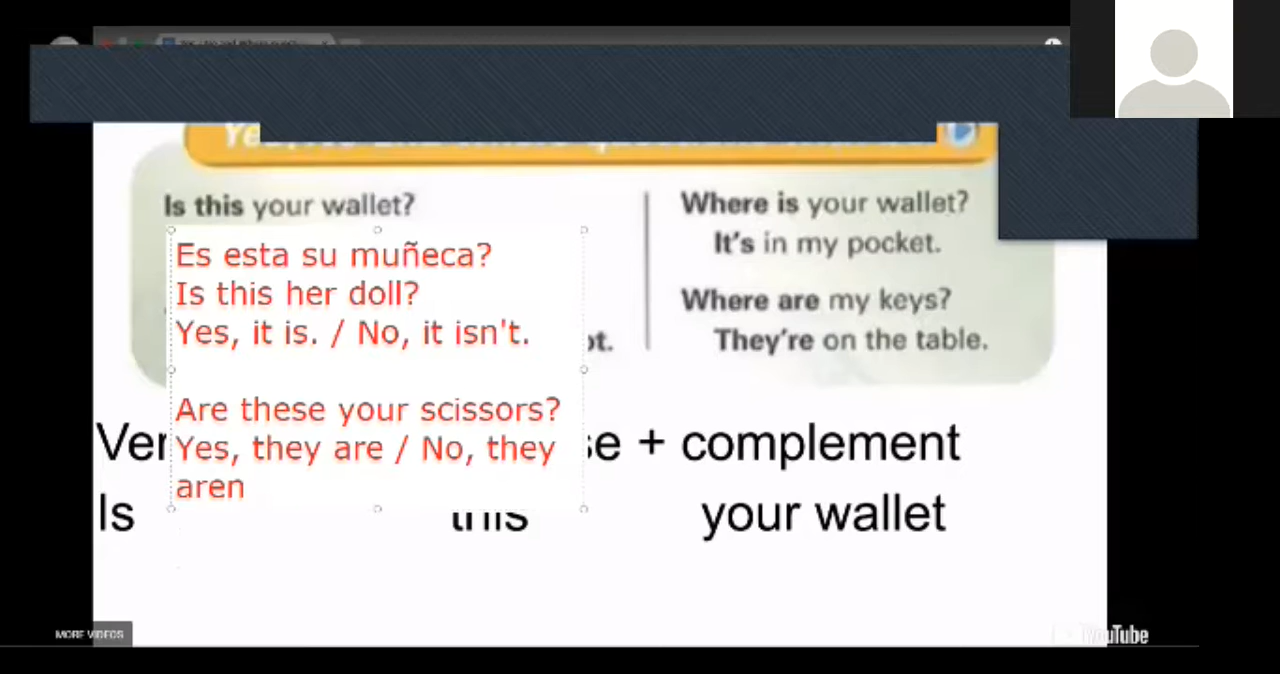 Is this your wallet?
Es esta su muñeca?
Is this her doll?
Yes, it is. / No, it isn't.
Are these your scissors?
Yes, they are / No, they
aren
Where is your wallet?
It's in my pocket.
Where are my keys?
They're on the table.
+ complement
Is this your wallet
MORE VIDEOS
YouTube